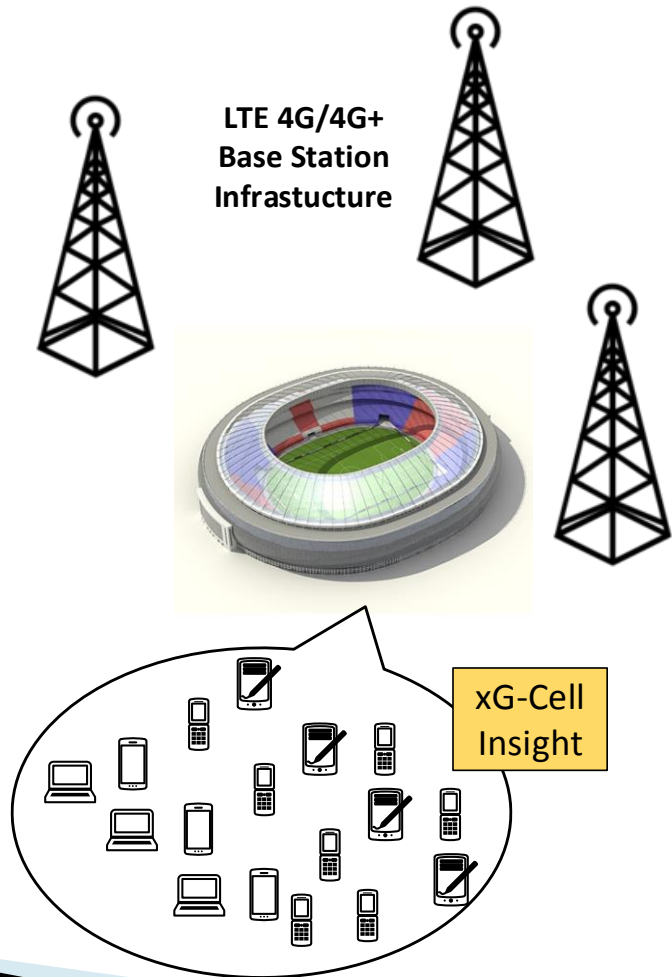 LTE 4G/4G+
Base Station
Infrastucture
xG-Cell
Insight